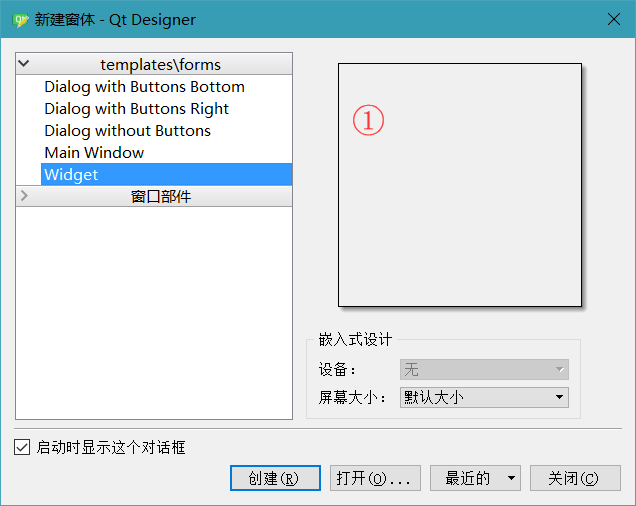 新建窗体 - Qt Designer
templates\forms
Dialog with Buttons Bottom
Dialog with Buttons Right
Dialog without Buttons
Main Window
Widget
窗口部件
①
嵌入式设计
设备：
无
屏幕大小：
默认大小
启动时显示这个对话框
创建(R)
打开(O)...
最近的
关闭(C)